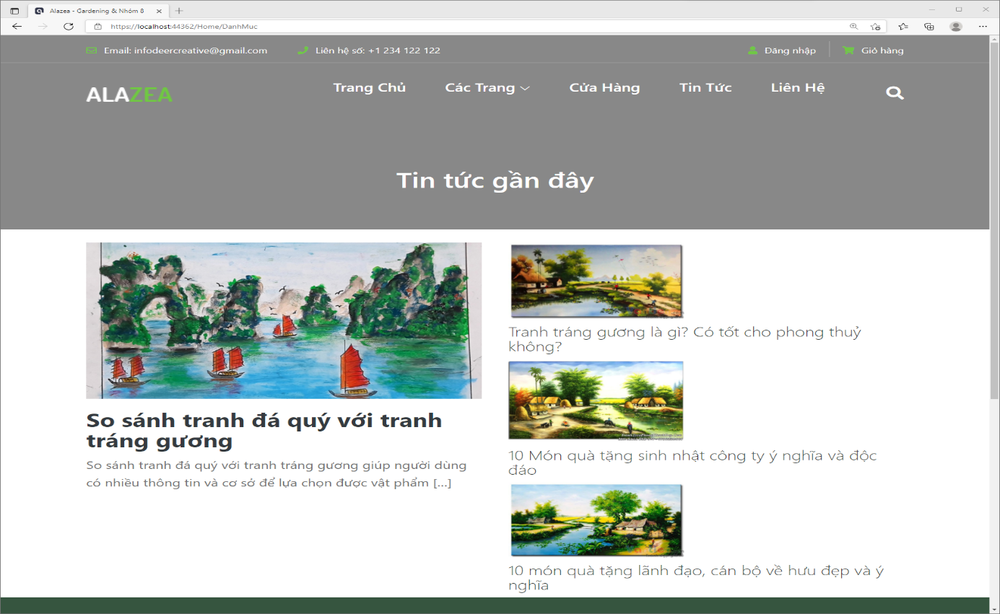 Alazea - Gardening & Nhóm 8
https://localhost:44362/Home/DanhMuc
Email: infodeercreative@gmail.com
Liên hệ số: +1 234 122 122
Đăng nhập
Giỏ hàng
ALAZEA
Trang Chủ
Các Trang
Cửa Hàng
Tin Tức
Liên Hệ
Tin tức gần đây
So sánh tranh đá quý với tranh
tráng gương
So sánh tranh đá quý với tranh tráng gương giúp người dùng
có nhiều thông tin và cơ sở để lựa chọn được vật phẩm [...]
Tranh tráng gương là gì? Có tốt cho phong thuỷ
không?
10 Món quà tặng sinh nhật công ty ý nghĩa và độc
đáo
10 món quà tặng lãnh đạo, cán bộ về hưu đẹp và ý
nghĩa